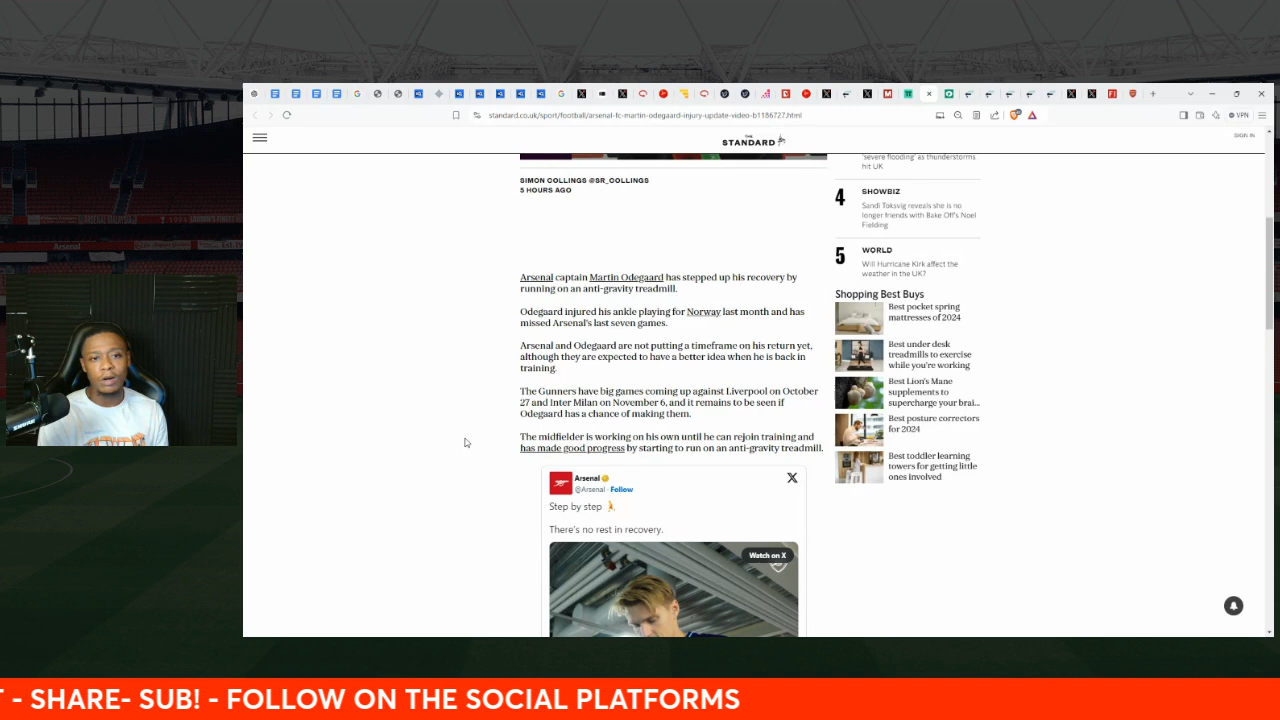 standard.co.uk/sport/football/arsenal-fc-martin-odegaard-injury-update-video-b1186727.html
VPN
THE
STANDARD
SIGN IN
SIMON COLLINGS @SR_COLLINGS
5 HOURS AGO
Arsenal captain Martin Odegaard has stepped up his recovery by
running on an anti-gravity treadmill.
Odegaard injured his ankle playing for Norway last month and has
missed Arsenal's last seven games.
Arsenal and Odegaard are not putting a timeframe on his return yet,
although they are expected to have a better idea when he is back in
training.
The Gunners have big games coming up against Liverpool on October
27 and Inter Milan on November 6, and it remains to be seen if
Odegaard has a chance of making them.
The midfielder is working on his own until he can rejoin training and
has made good progress by starting to run on an anti-gravity treadmill.
Arsenal
@Arsenal · Follow
Step by step
There's no rest in recovery.
Watch on X
'severe flooding' as thunderstorms
hit UK
4
SHOWBIZ
Sandi Toksvig reveals she is no
longer friends with Bake Off's Noel
Fielding
5
WORLD
Will Hurricane Kirk affect the
weather in the UK?
Shopping Best Buys
Best pocket spring
mattresses of 2024
Best under desk
treadmills to exercise
while you're working
Best Lion's Mane
supplements to
supercharge your brai...
Best posture correctors
for 2024
Best toddler learning
towers for getting little
ones involved
Arsenal
- SHARE- SUB! - FOLLOW ON THE SOCIAL PLATFORMS